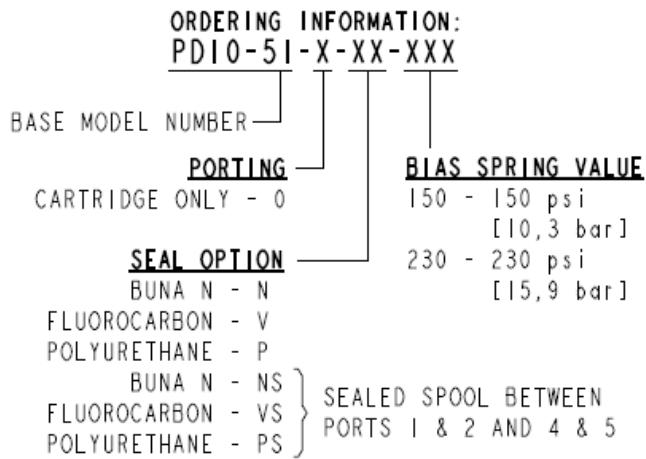 ORDERING INFORMATION:
PD10-51-X-XX-XXX
BASE MODEL NUMBER
PORTING
CARTRIDGE ONLY - 0
SEAL OPTION
BUNA N - N
FLUOROCARBON - V
POLYURETHANE - P
BUNA N - NS
FLUOROCARBON - VS
POLYURETHANE - PS
SEALED SPOOL BETWEEN
PORTS 1 & 2 AND 4 & 5
BIAS SPRING VALUE
150 - 150 psi
[10,3 bar]
230 - 230 psi
[15,9 bar]